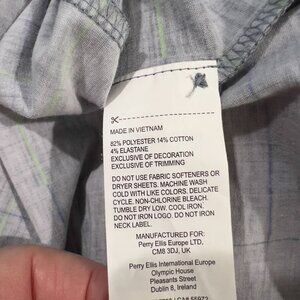 MADE IN VIETNAM
82% POLYESTER 14% COTTON
4% ELASTANE
EXCLUSIVE OF DECORATION
EXCLUSIVE OF TRIMMING
DO NOT USE FABRIC SOFTENERS OR
DRYER SHEETS. MACHINE WASH
COLD WITH LIKE COLORS. DELICATE
CYCLE. NON-CHLORINE BLEACH.
TUMBLE DRY LOW. COOL IRON.
DO NOT IRON LOGO. DO NOT IRON
NECK LABEL.
MANUFACTURED FOR:
Perry Ellis Europe LTD,
CM8 3DJ, UK
Perry Ellis International Europe
Olympic House
Pleasants Street
Dublin 8, Ireland